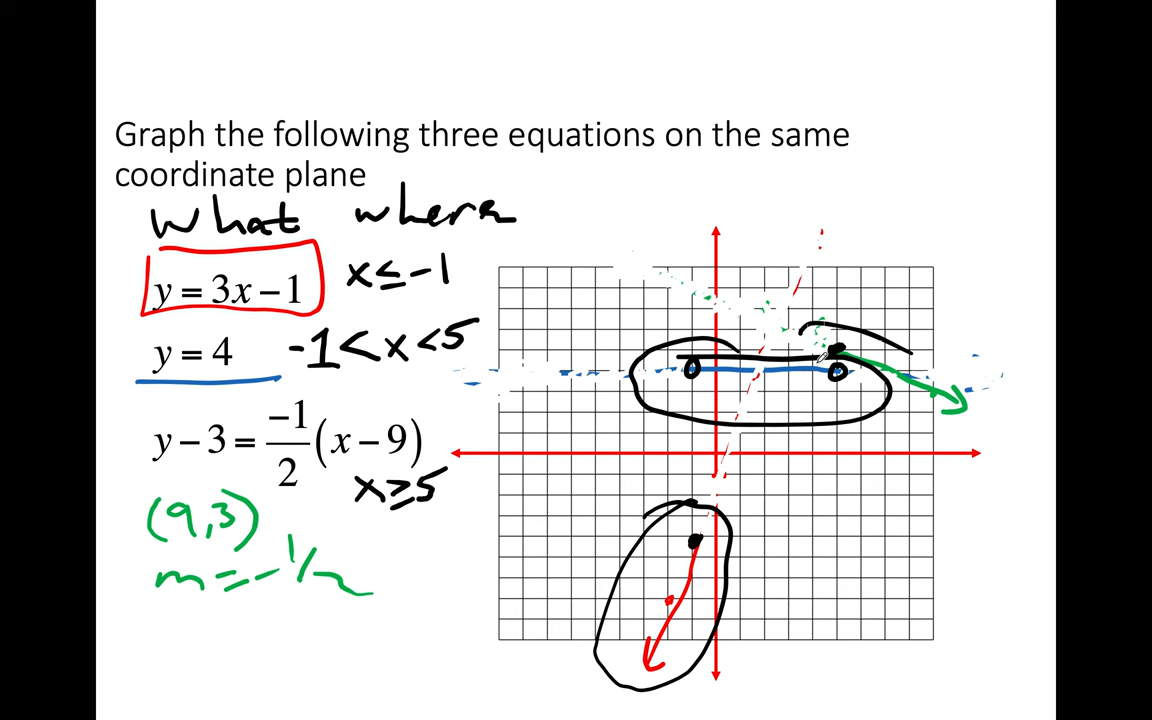 Graph the following three equations on the same
coordinate plane
What where
y = 3x − 1 x ≤ -1
y = 4 -1 < x < 5
y − 3 = -1/2 (x − 9)
x ≥ 5
(9,3)
m = -1/2